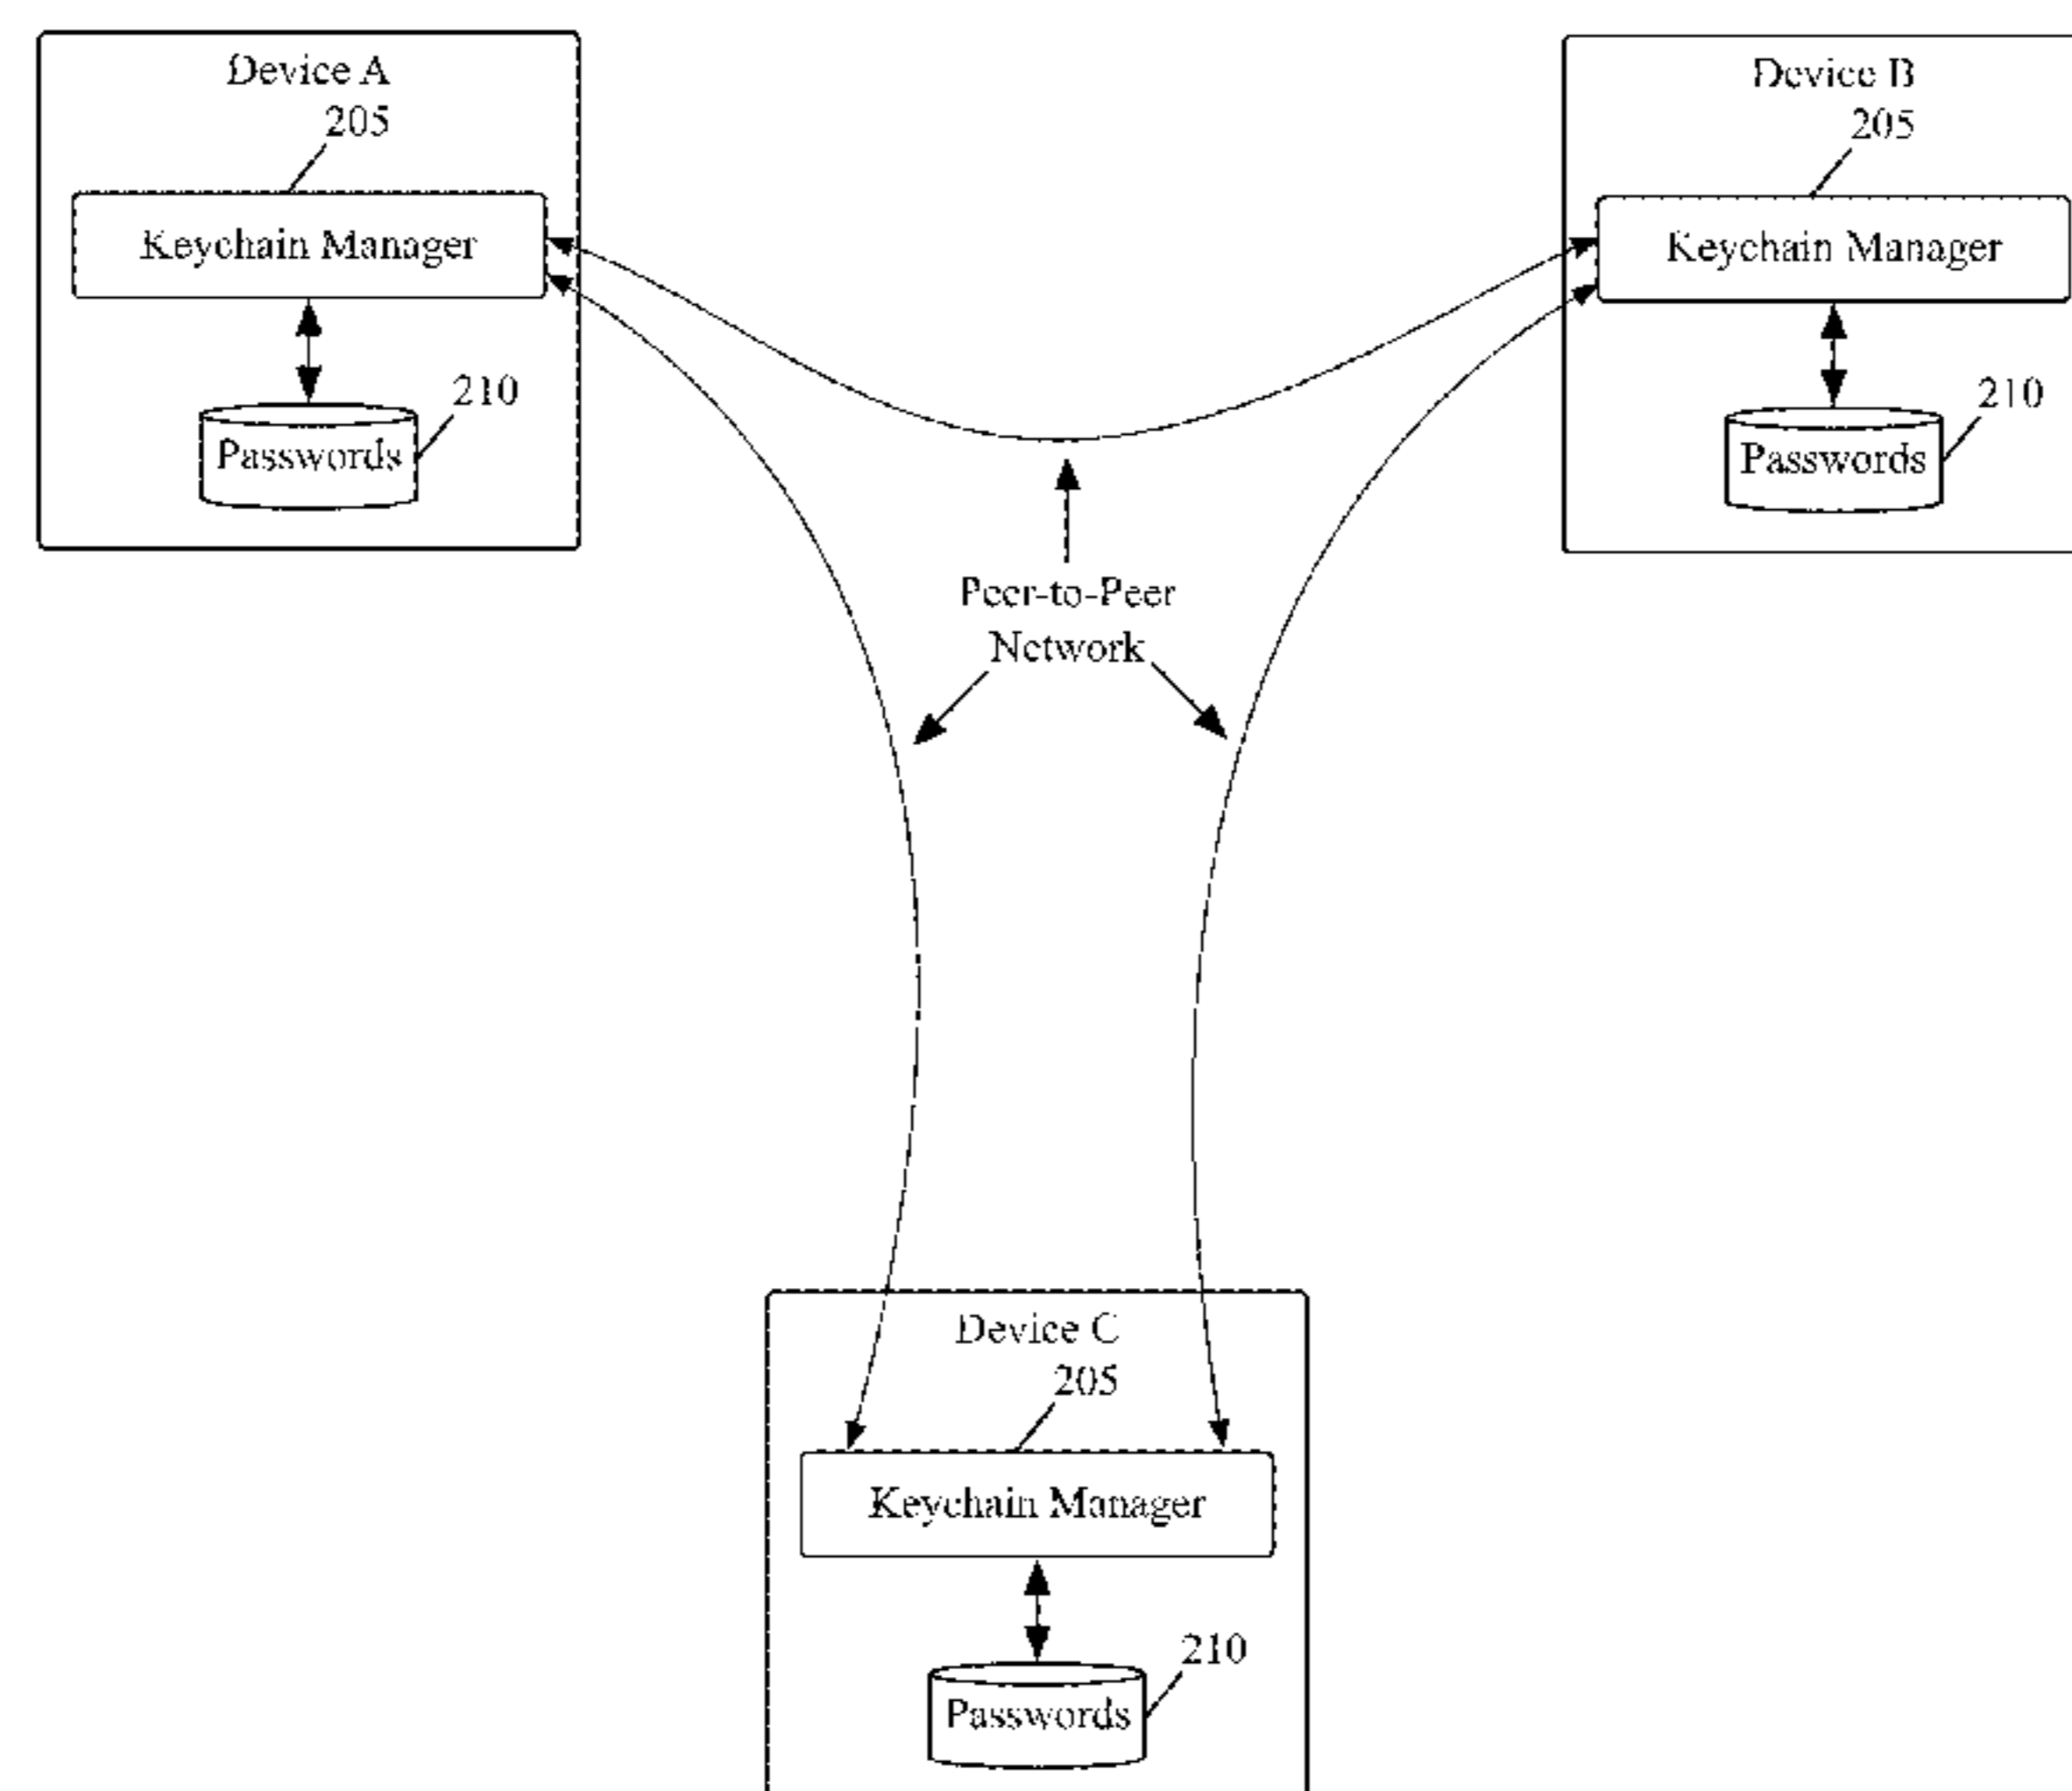 Device A
205
Keychain Manager
210
Passwords
Device B
205
Keychain Manager
210
Passwords
Peer-to-Peer
Network
Device C
205
Keychain Manager
210
Passwords